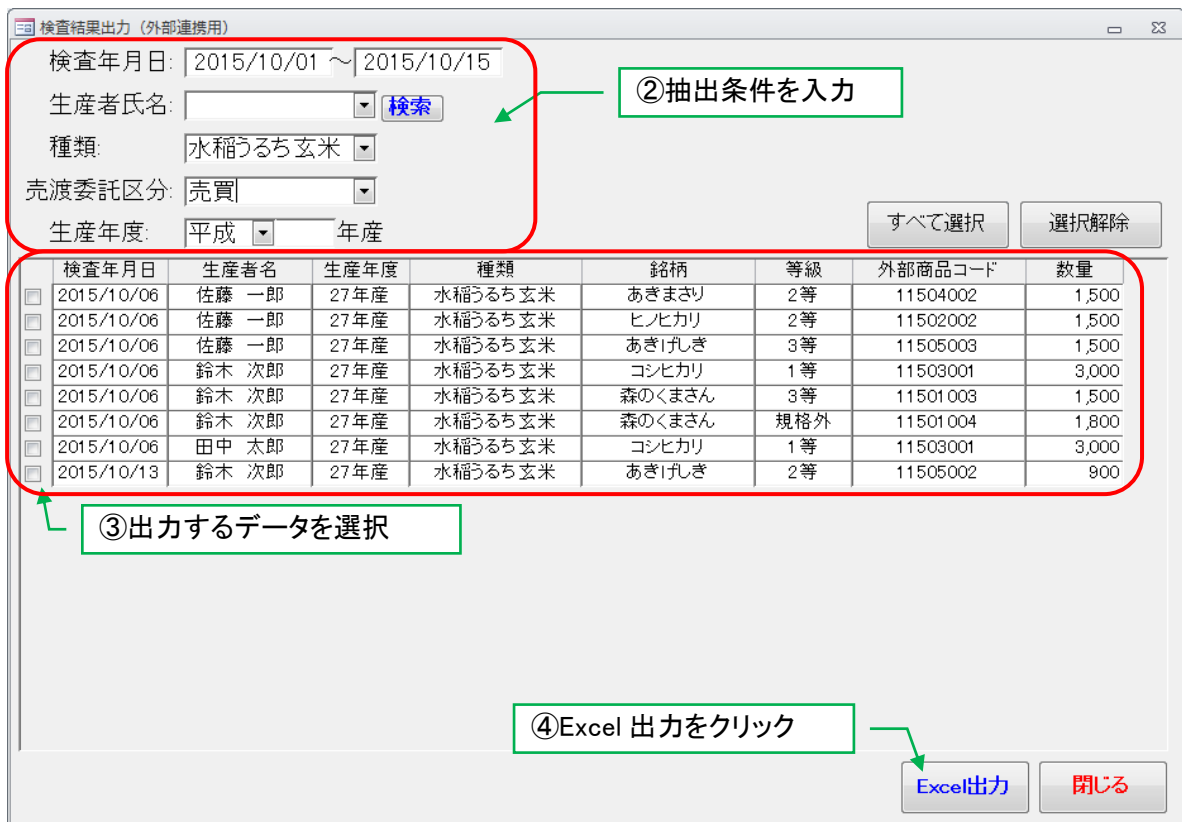 検査結果出力（外部連携用）
検査年月日: 2015/10/01 ～ 2015/10/15
②抽出条件を入力
生産者氏名: 検索
種類: 水稲うるち玄米
売渡委託区分: 売買
すべて選択 選択解除
生産年度: 平成 年産
検査年月日 生産者名 生産年度 種類 銘柄 等級 外部商品コード 数量
2015/10/06 佐藤 一郎 27年産 水稲うるち玄米 あきまさり 2等 11504002 1,500
2015/10/06 佐藤 一郎 27年産 水稲うるち玄米 ヒノヒカリ 2等 11502002 1,500
2015/10/06 佐藤 一郎 27年産 水稲うるち玄米 あきげしき 3等 11505003 1,500
2015/10/06 鈴木 次郎 27年産 水稲うるち玄米 コシヒカリ 1等 11503001 3,000
2015/10/06 鈴木 次郎 27年産 水稲うるち玄米 森のくまさん 3等 11501003 1,500
2015/10/06 鈴木 次郎 27年産 水稲うるち玄米 森のくまさん 規格外 11501004 1,800
2015/10/06 田中 太郎 27年産 水稲うるち玄米 コシヒカリ 1等 11503001 3,000
2015/10/13 鈴木 次郎 27年産 水稲うるち玄米 あきげしき 2等 11505002 900
③出力するデータを選択
④Excel 出力をクリック
Excel出力 閉じる